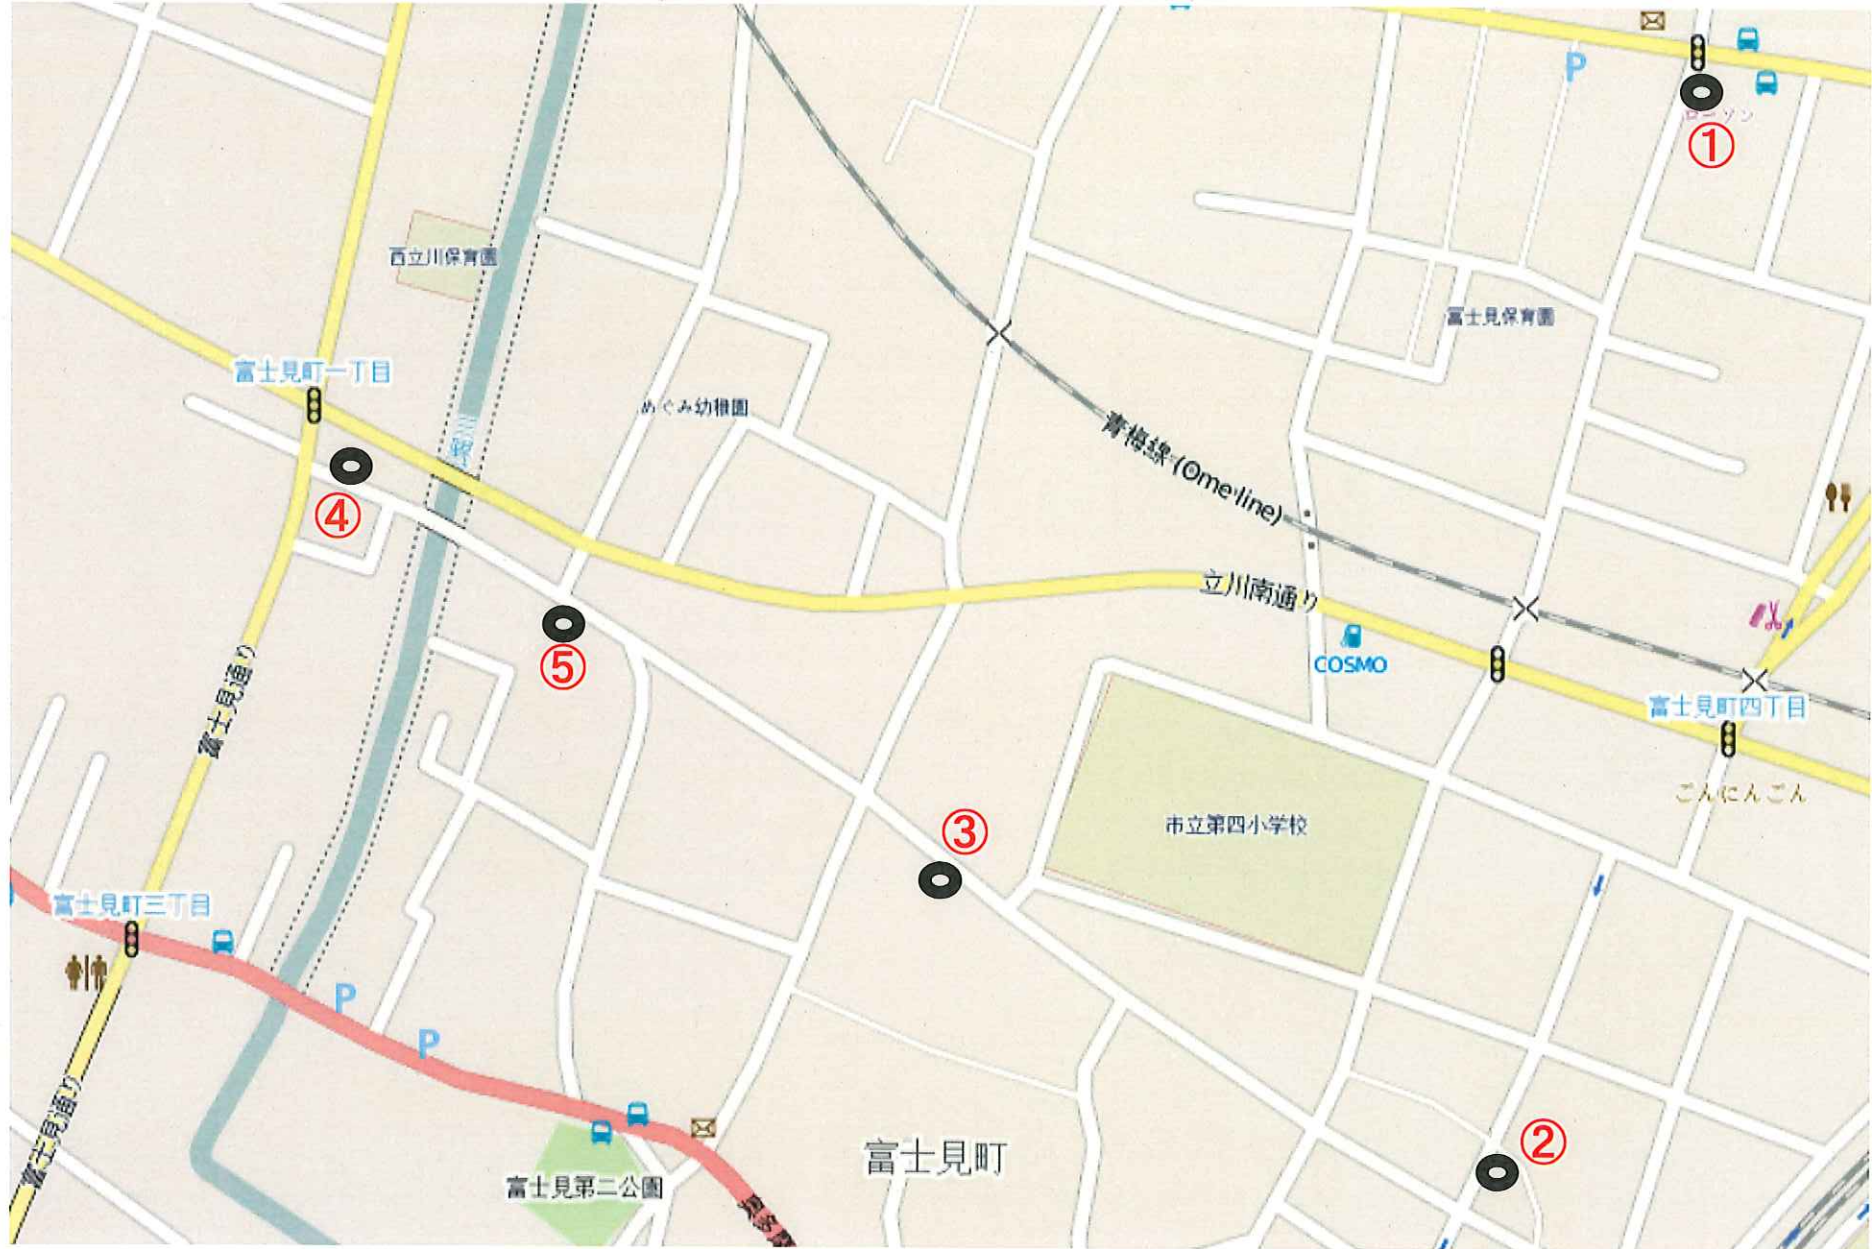 P
ローソン
①
西立川保育園
富士見保育園
富士見町一丁目
めぐみ幼稚園
青梅線 (Ome line)
④
立川南通り
⑤
COSMO
富士見通り
富士見町四丁目
ごんにんごん
市立第四小学校
③
富士見町三丁目
P
P
富士見通り
②
富士見町
富士見第二公園